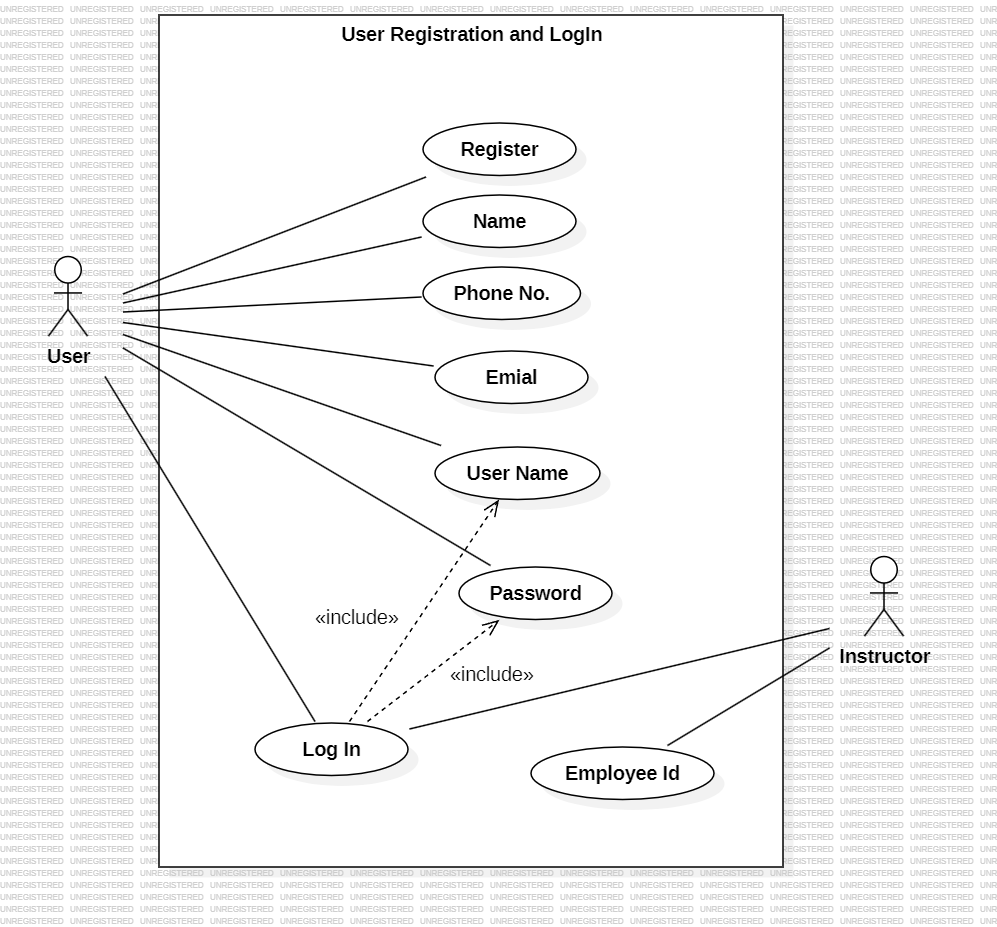 User Registration and LogIn
Register
Name
Phone No.
Emial
User
User Name
Password
«include»
Instructor
«include»
Log In
Employee Id
UNREGISTERED